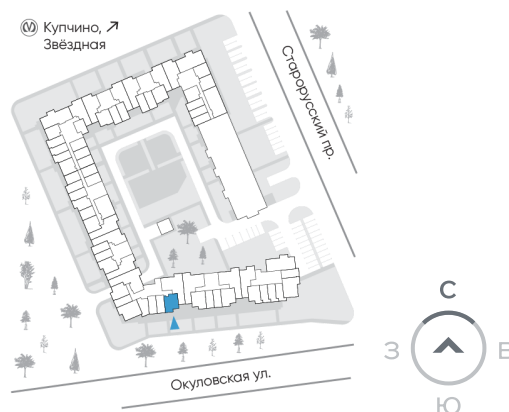 Купчино, ↗
Звёздная
Старорусский пр.
С
З
В
Ю
Окуловская ул.